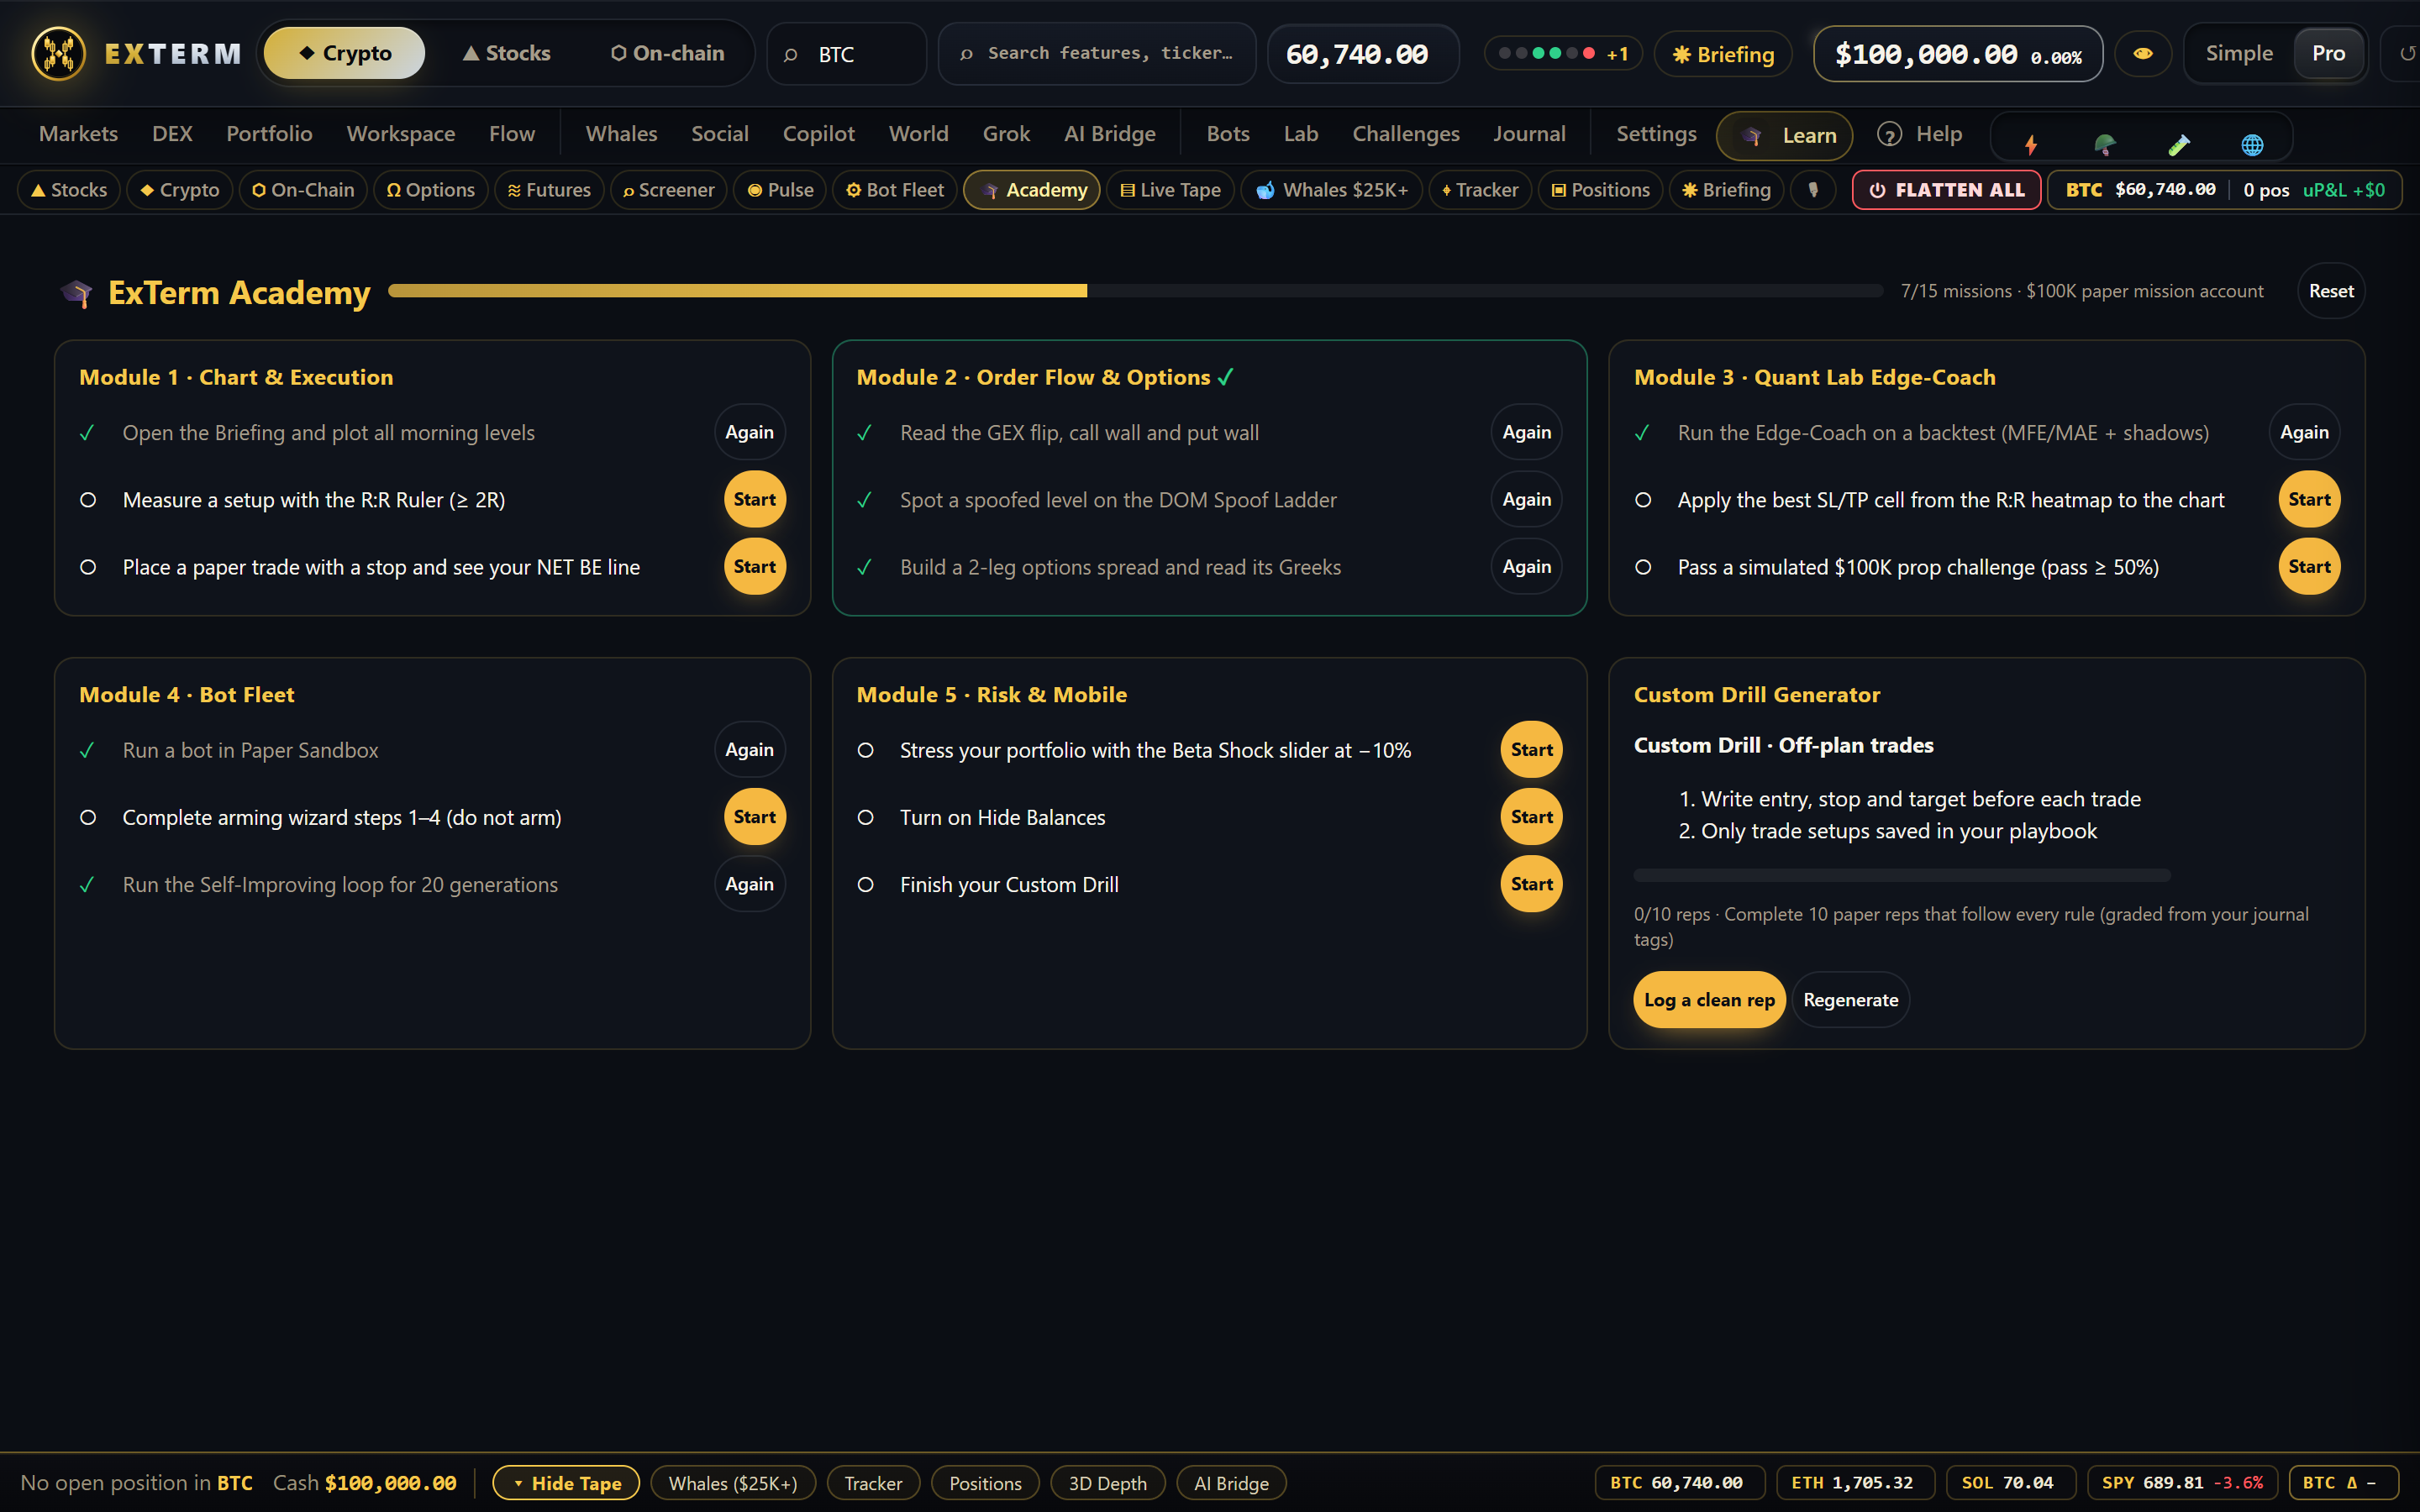 EXTERM
Crypto
Stocks
On-chain
BTC
Search features, ticker…
60,740.00
+1
Briefing
$100,000.00 0.00%
Simple
Pro
Markets DEX Portfolio Workspace Flow Whales Social Copilot World Grok AI Bridge Bots Lab Challenges Journal Settings Learn Help
Stocks Crypto On-Chain Options Futures Screener Pulse Bot Fleet Academy Live Tape Whales $25K+ Tracker Positions Briefing FLATTEN ALL BTC $60,740.00 0 pos uP&L +$0
ExTerm Academy
7/15 missions · $100K paper mission account
Reset
Module 1 · Chart & Execution
✓ Open the Briefing and plot all morning levels Again
Measure a setup with the R:R Ruler (≥ 2R) Start
Place a paper trade with a stop and see your NET BE line Start
Module 2 · Order Flow & Options ✓
✓ Read the GEX flip, call wall and put wall Again
✓ Spot a spoofed level on the DOM Spoof Ladder Again
✓ Build a 2-leg options spread and read its Greeks Again
Module 3 · Quant Lab Edge-Coach
✓ Run the Edge-Coach on a backtest (MFE/MAE + shadows) Again
Apply the best SL/TP cell from the R:R heatmap to the chart Start
Pass a simulated $100K prop challenge (pass ≥ 50%) Start
Module 4 · Bot Fleet
✓ Run a bot in Paper Sandbox Again
Complete arming wizard steps 1–4 (do not arm) Start
✓ Run the Self-Improving loop for 20 generations Again
Module 5 · Risk & Mobile
Stress your portfolio with the Beta Shock slider at −10% Start
Turn on Hide Balances Start
Finish your Custom Drill Start
Custom Drill Generator
Custom Drill · Off-plan trades
1. Write entry, stop and target before each trade
2. Only trade setups saved in your playbook
0/10 reps · Complete 10 paper reps that follow every rule (graded from your journal
tags)
Log a clean rep Regenerate
No open position in BTC Cash $100,000.00 Hide Tape Whales ($25K+) Tracker Positions 3D Depth AI Bridge BTC 60,740.00 ETH 1,705.32 SOL 70.04 SPY 689.81 -3.6% BTC Δ –